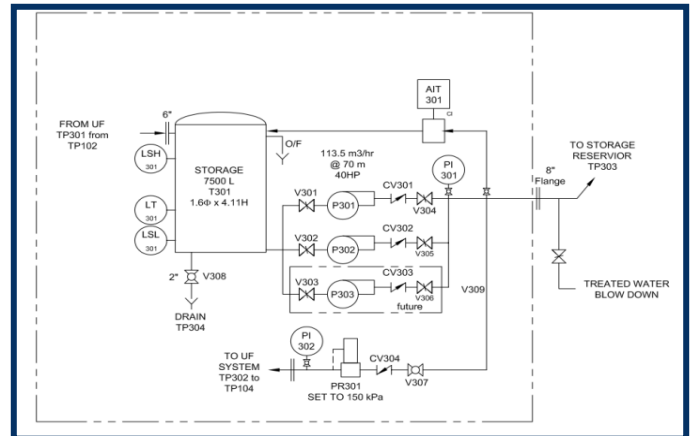 AIT
301
Cl
6"
FROM UF
TP301 from
TP102
O/F
LSH
301
STORAGE
7500 L
T301
1.6Φ x 4.11H
113.5 m3/hr
@ 70 m
40HP
PI
301
TO STORAGE
RESERVIOR
TP303
8"
Flange
LT
301
LSL
301
V301
P301
CV301
V304
V302
P302
CV302
V305
V303
P303
CV303
V306
future
2"
V308
DRAIN
TP304
V309
TREATED WATER
BLOW DOWN
PI
302
TO UF
SYSTEM
TP302 to
TP104
CV304
V307
PR301
SET TO 150 kPa